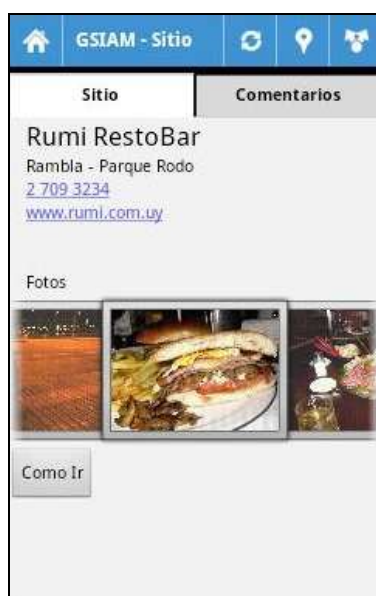 GSIAM - Sitio
Sitio
Comentarios
Rumi RestoBar
Rambla - Parque Rodo
2 709 3234
www.rumi.com.uy
Fotos
Como Ir